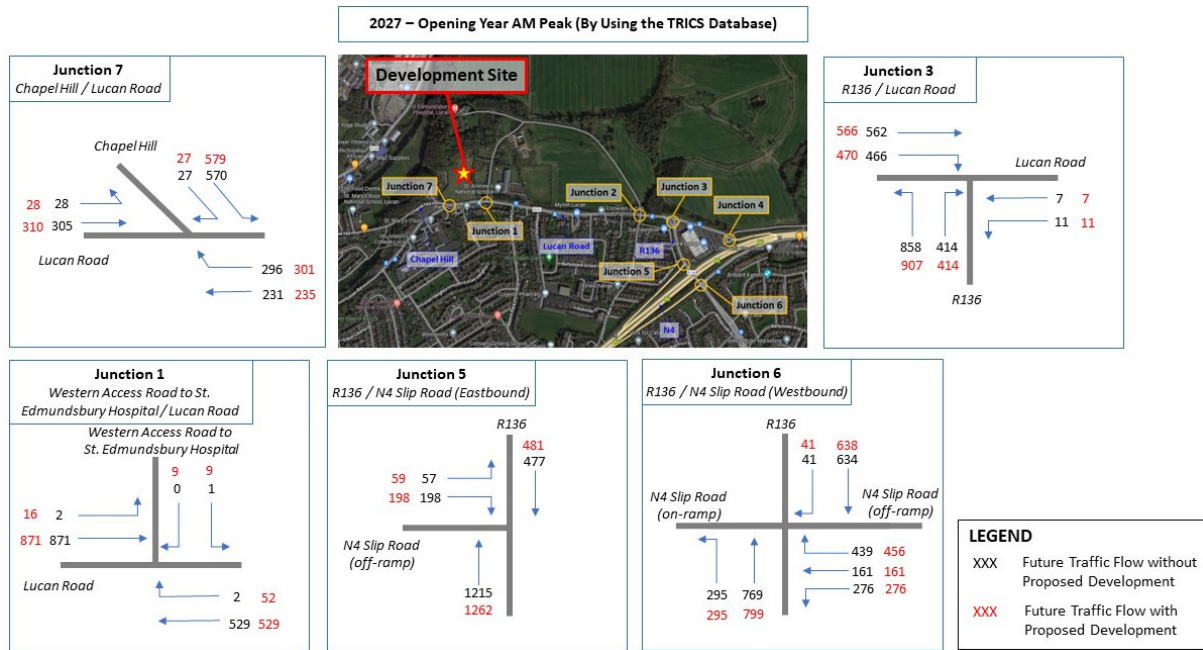 2027 – Opening Year AM Peak (By Using the TRICS Database)
Junction 7
Chapel Hill / Lucan Road
Chapel Hill
27 579
27 570
28 28
310 305
Lucan Road
296 301
231 235
Development Site
Junction 7
Junction 1
Junction 2
Junction 3
Junction 4
Junction 5
Junction 6
Chapel Hill
Lucan Road
R136
N4
St Edmundsbury
Hospital, Lucan
St. Andrew's
National School
Junction 3
R136 / Lucan Road
566 562
470 466
Lucan Road
7 7
11 11
858 414
907 414
R136
Junction 1
Western Access Road to St.
Edmundsbury Hospital / Lucan Road
Western Access Road to
St. Edmundsbury Hospital
9 9
0 1
16 2
871 871
Lucan Road
2 52
529 529
Junction 5
R136 / N4 Slip Road (Eastbound)
R136
481
477
59 57
198 198
N4 Slip Road
(off-ramp)
1215
1262
Junction 6
R136 / N4 Slip Road (Westbound)
R136
41 638
41 634
N4 Slip Road
(on-ramp)
N4 Slip Road
(off-ramp)
439 456
161 161
276 276
295 769
295 799
LEGEND
XXX Future Traffic Flow without
Proposed Development
XXX Future Traffic Flow with
Proposed Development